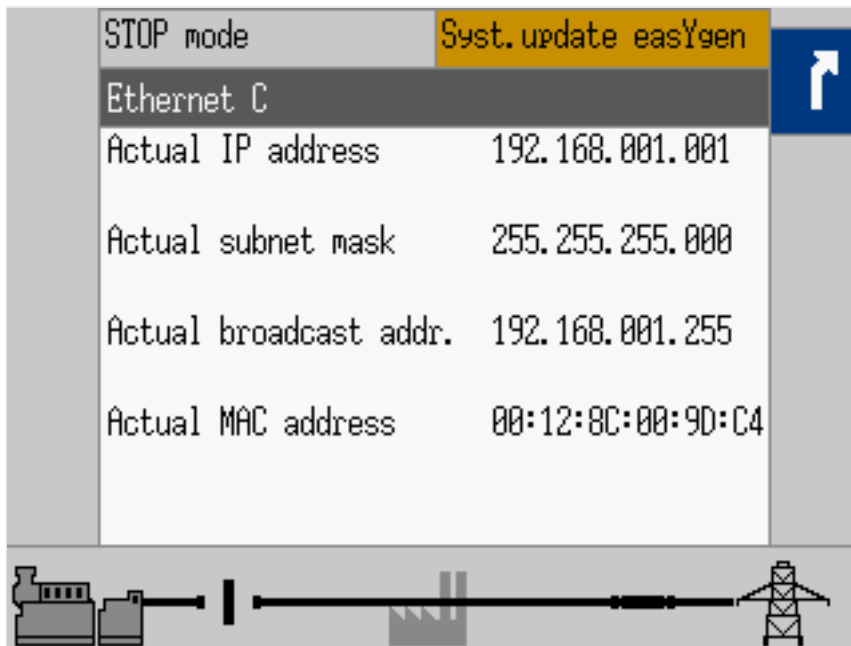 STOP mode
Syst.update easYgen
Ethernet C
Actual IP address 192.168.001.001
Actual subnet mask 255.255.255.000
Actual broadcast addr. 192.168.001.255
Actual MAC address 00:12:8C:00:9D:C4